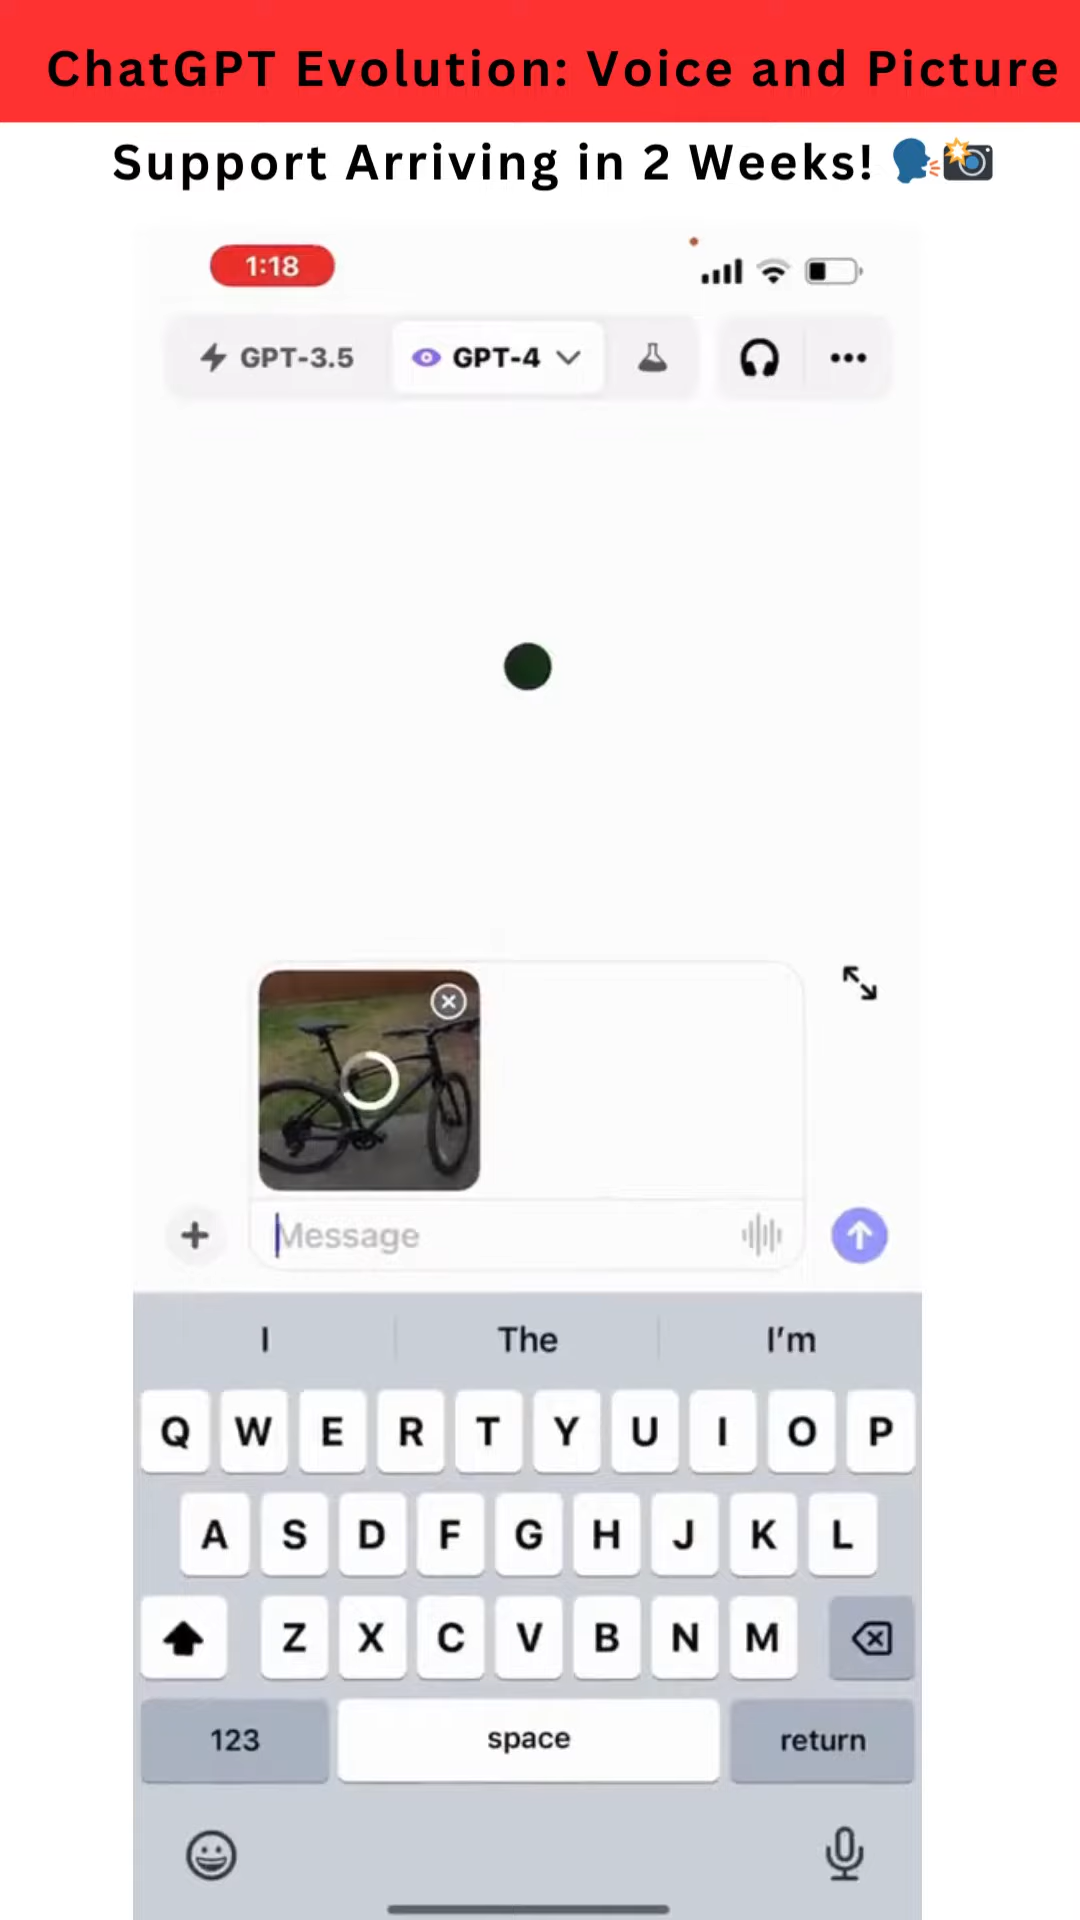 ChatGPT Evolution: Voice and Picture
Support Arriving in 2 Weeks! 🗣️📸
1:18
GPT-3.5 GPT-4
Message
I The I'm
Q W E R T Y U I O P
A S D F G H J K L
Z X C V B N M
123 space return